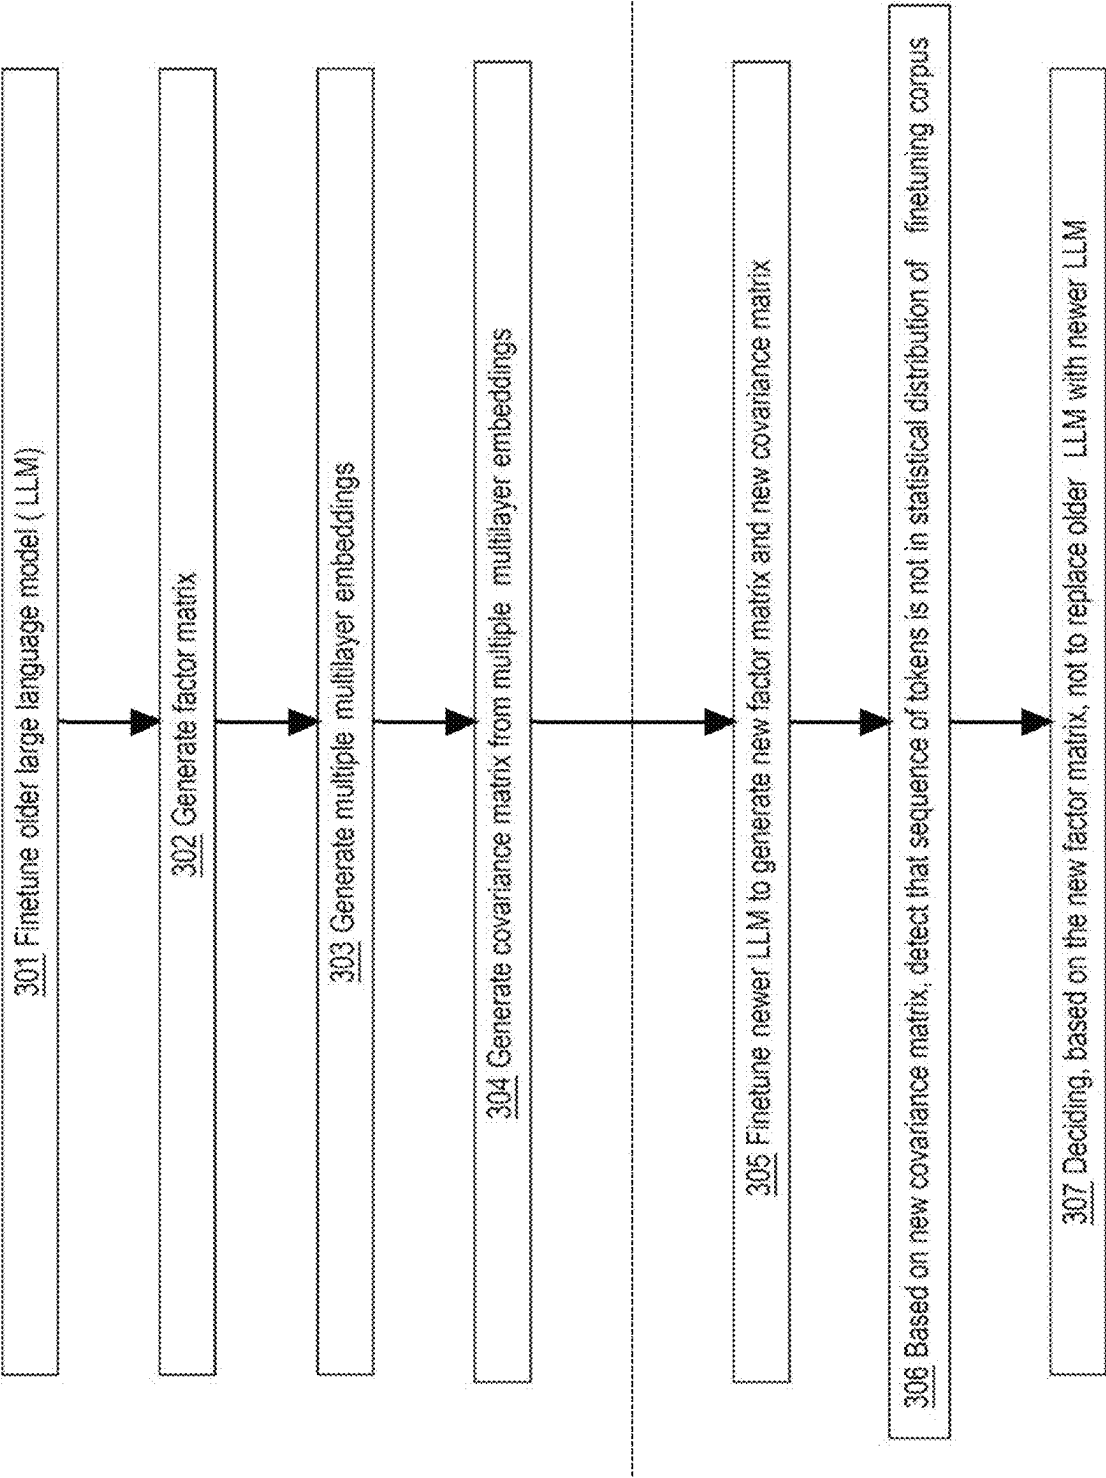 301 Finetune older large language model ( LLM)
302 Generate factor matrix
303 Generate multiple multilayer embeddings
304 Generate covariance matrix from multiple multilayer embeddings
305 Finetune newer LLM to generate new factor matrix and new covariance matrix
306 Based on new covariance matrix, detect that sequence of tokens is not in statistical distribution of finetuning corpus
307 Deciding, based on the new factor matrix, not to replace older LLM with newer LLM